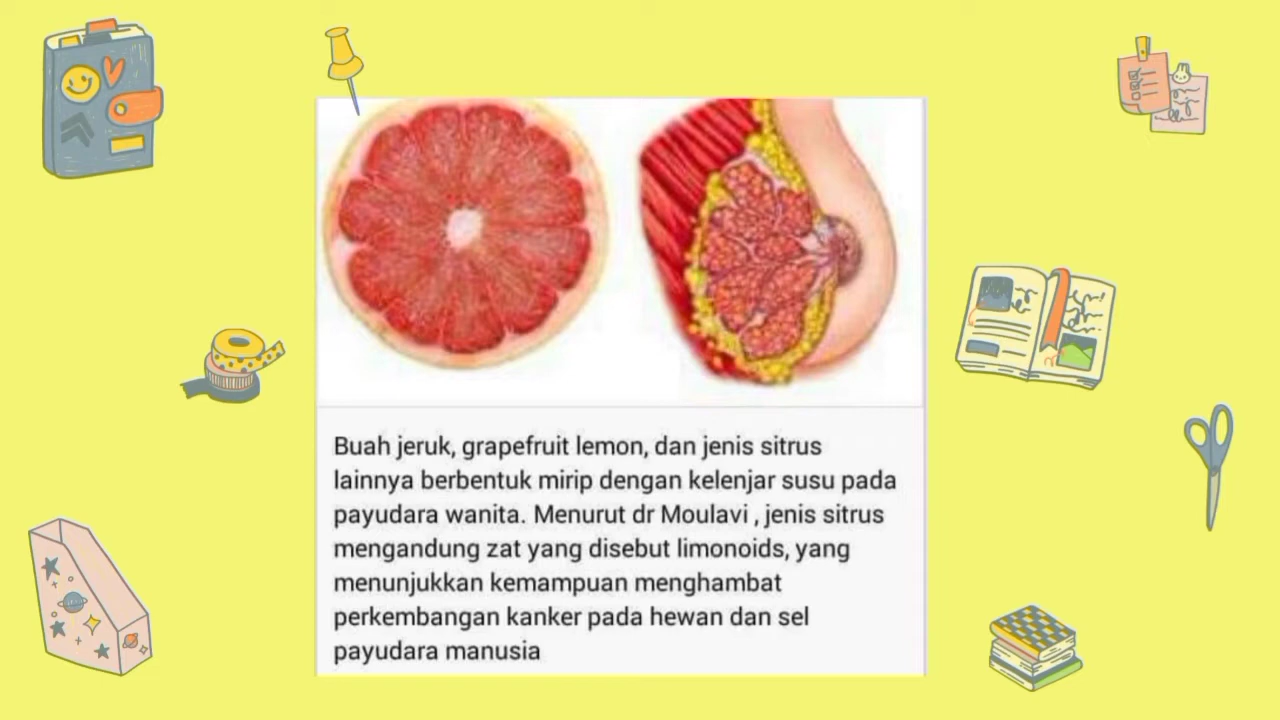 Buah jeruk, grapefruit lemon, dan jenis sitrus
lainnya berbentuk mirip dengan kelenjar susu pada
payudara wanita. Menurut dr Moulavi , jenis sitrus
mengandung zat yang disebut limonoids, yang
menunjukkan kemampuan menghambat
perkembangan kanker pada hewan dan sel
payudara manusia